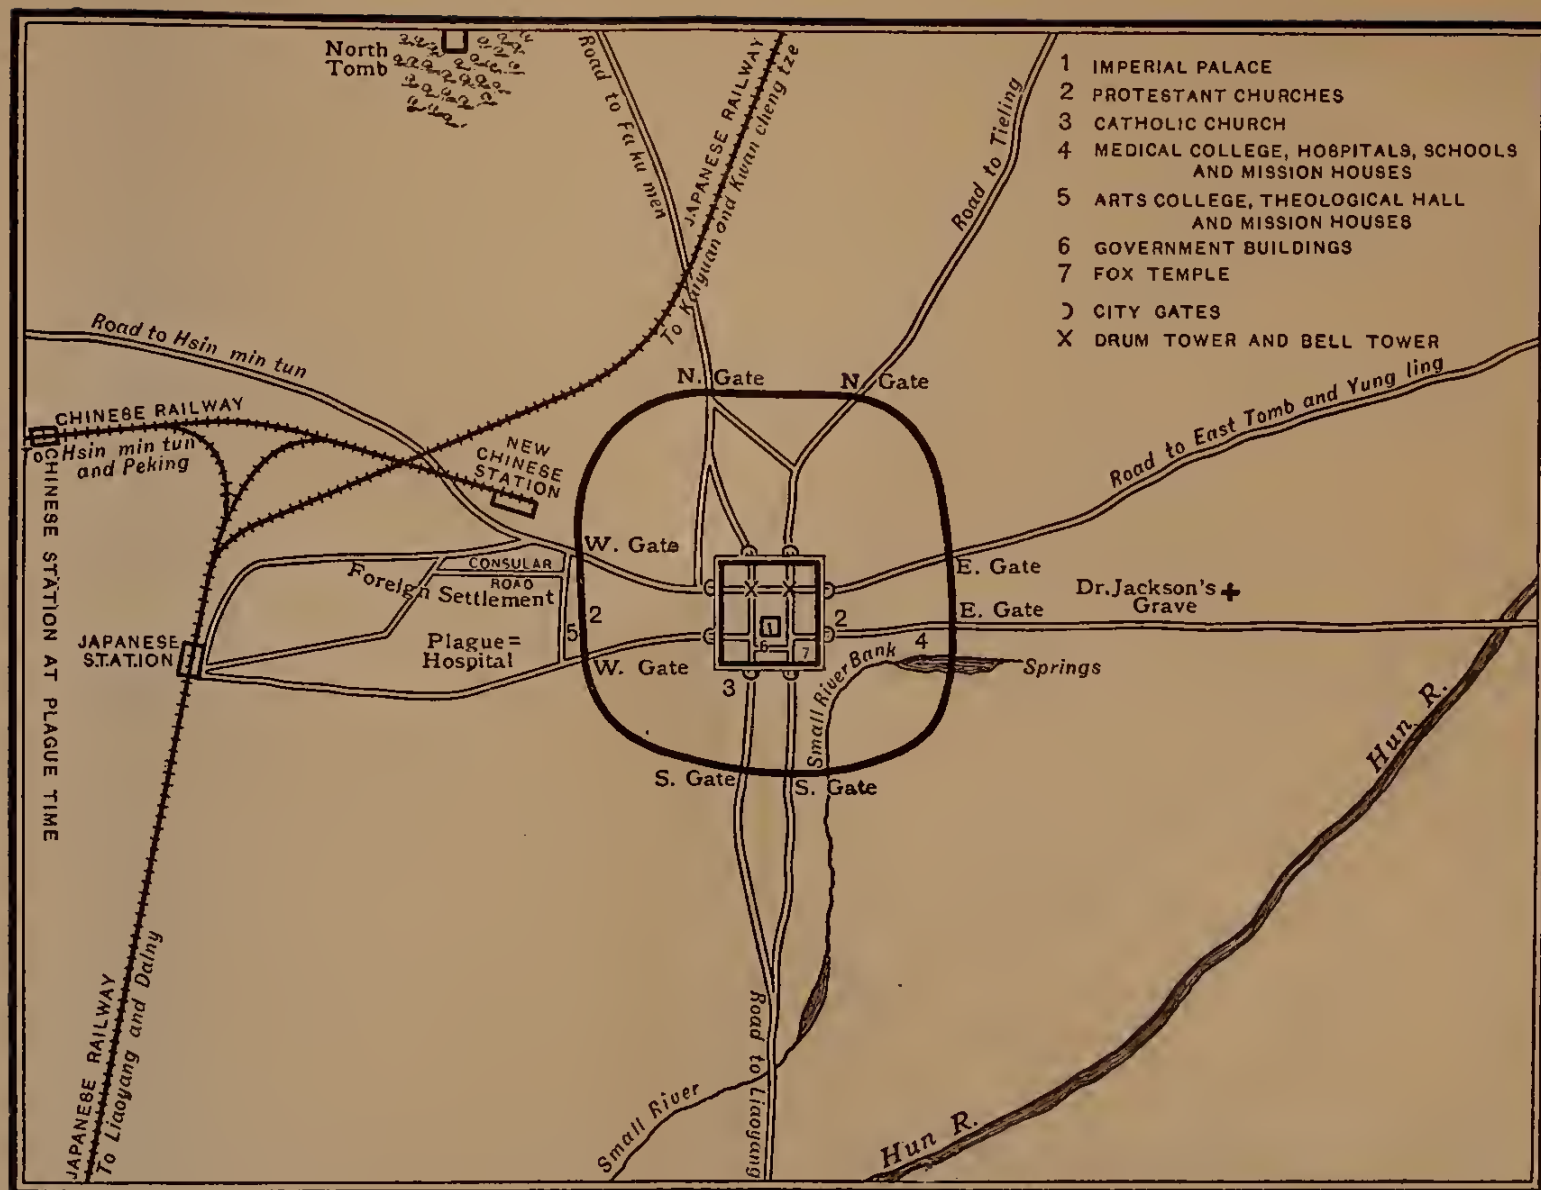 North
Tomb
Road to Fa ku men
JAPANESE RAILWAY
To Kaiyuan and Kwan cheng tze
Road to Tieling
1 IMPERIAL PALACE
2 PROTESTANT CHURCHES
3 CATHOLIC CHURCH
4 MEDICAL COLLEGE, HOSPITALS, SCHOOLS
AND MISSION HOUSES
5 ARTS COLLEGE, THEOLOGICAL HALL
AND MISSION HOUSES
6 GOVERNMENT BUILDINGS
7 FOX TEMPLE
CITY GATES
X DRUM TOWER AND BELL TOWER
Road to Hsin min tun
N. Gate
N. Gate
Road to East Tomb and Yung ling
CHINESE RAILWAY
To Hsin min tun
and Peking
NEW
CHINESE
STATION
CHINESE STATION AT PLAGUE TIME
W. Gate
CONSULAR
ROAD
Foreign Settlement
E. Gate
Dr. Jackson's
Grave
E. Gate
X X
2
5
1
2
4
6
7
JAPANESE
STATION
Plague=
Hospital
W. Gate
3
Small River Bank
Springs
Hun R.
S. Gate
S. Gate
JAPANESE RAILWAY
To Liaoyang and Dalny
Road to Liaoyang
Small River
Hun R.